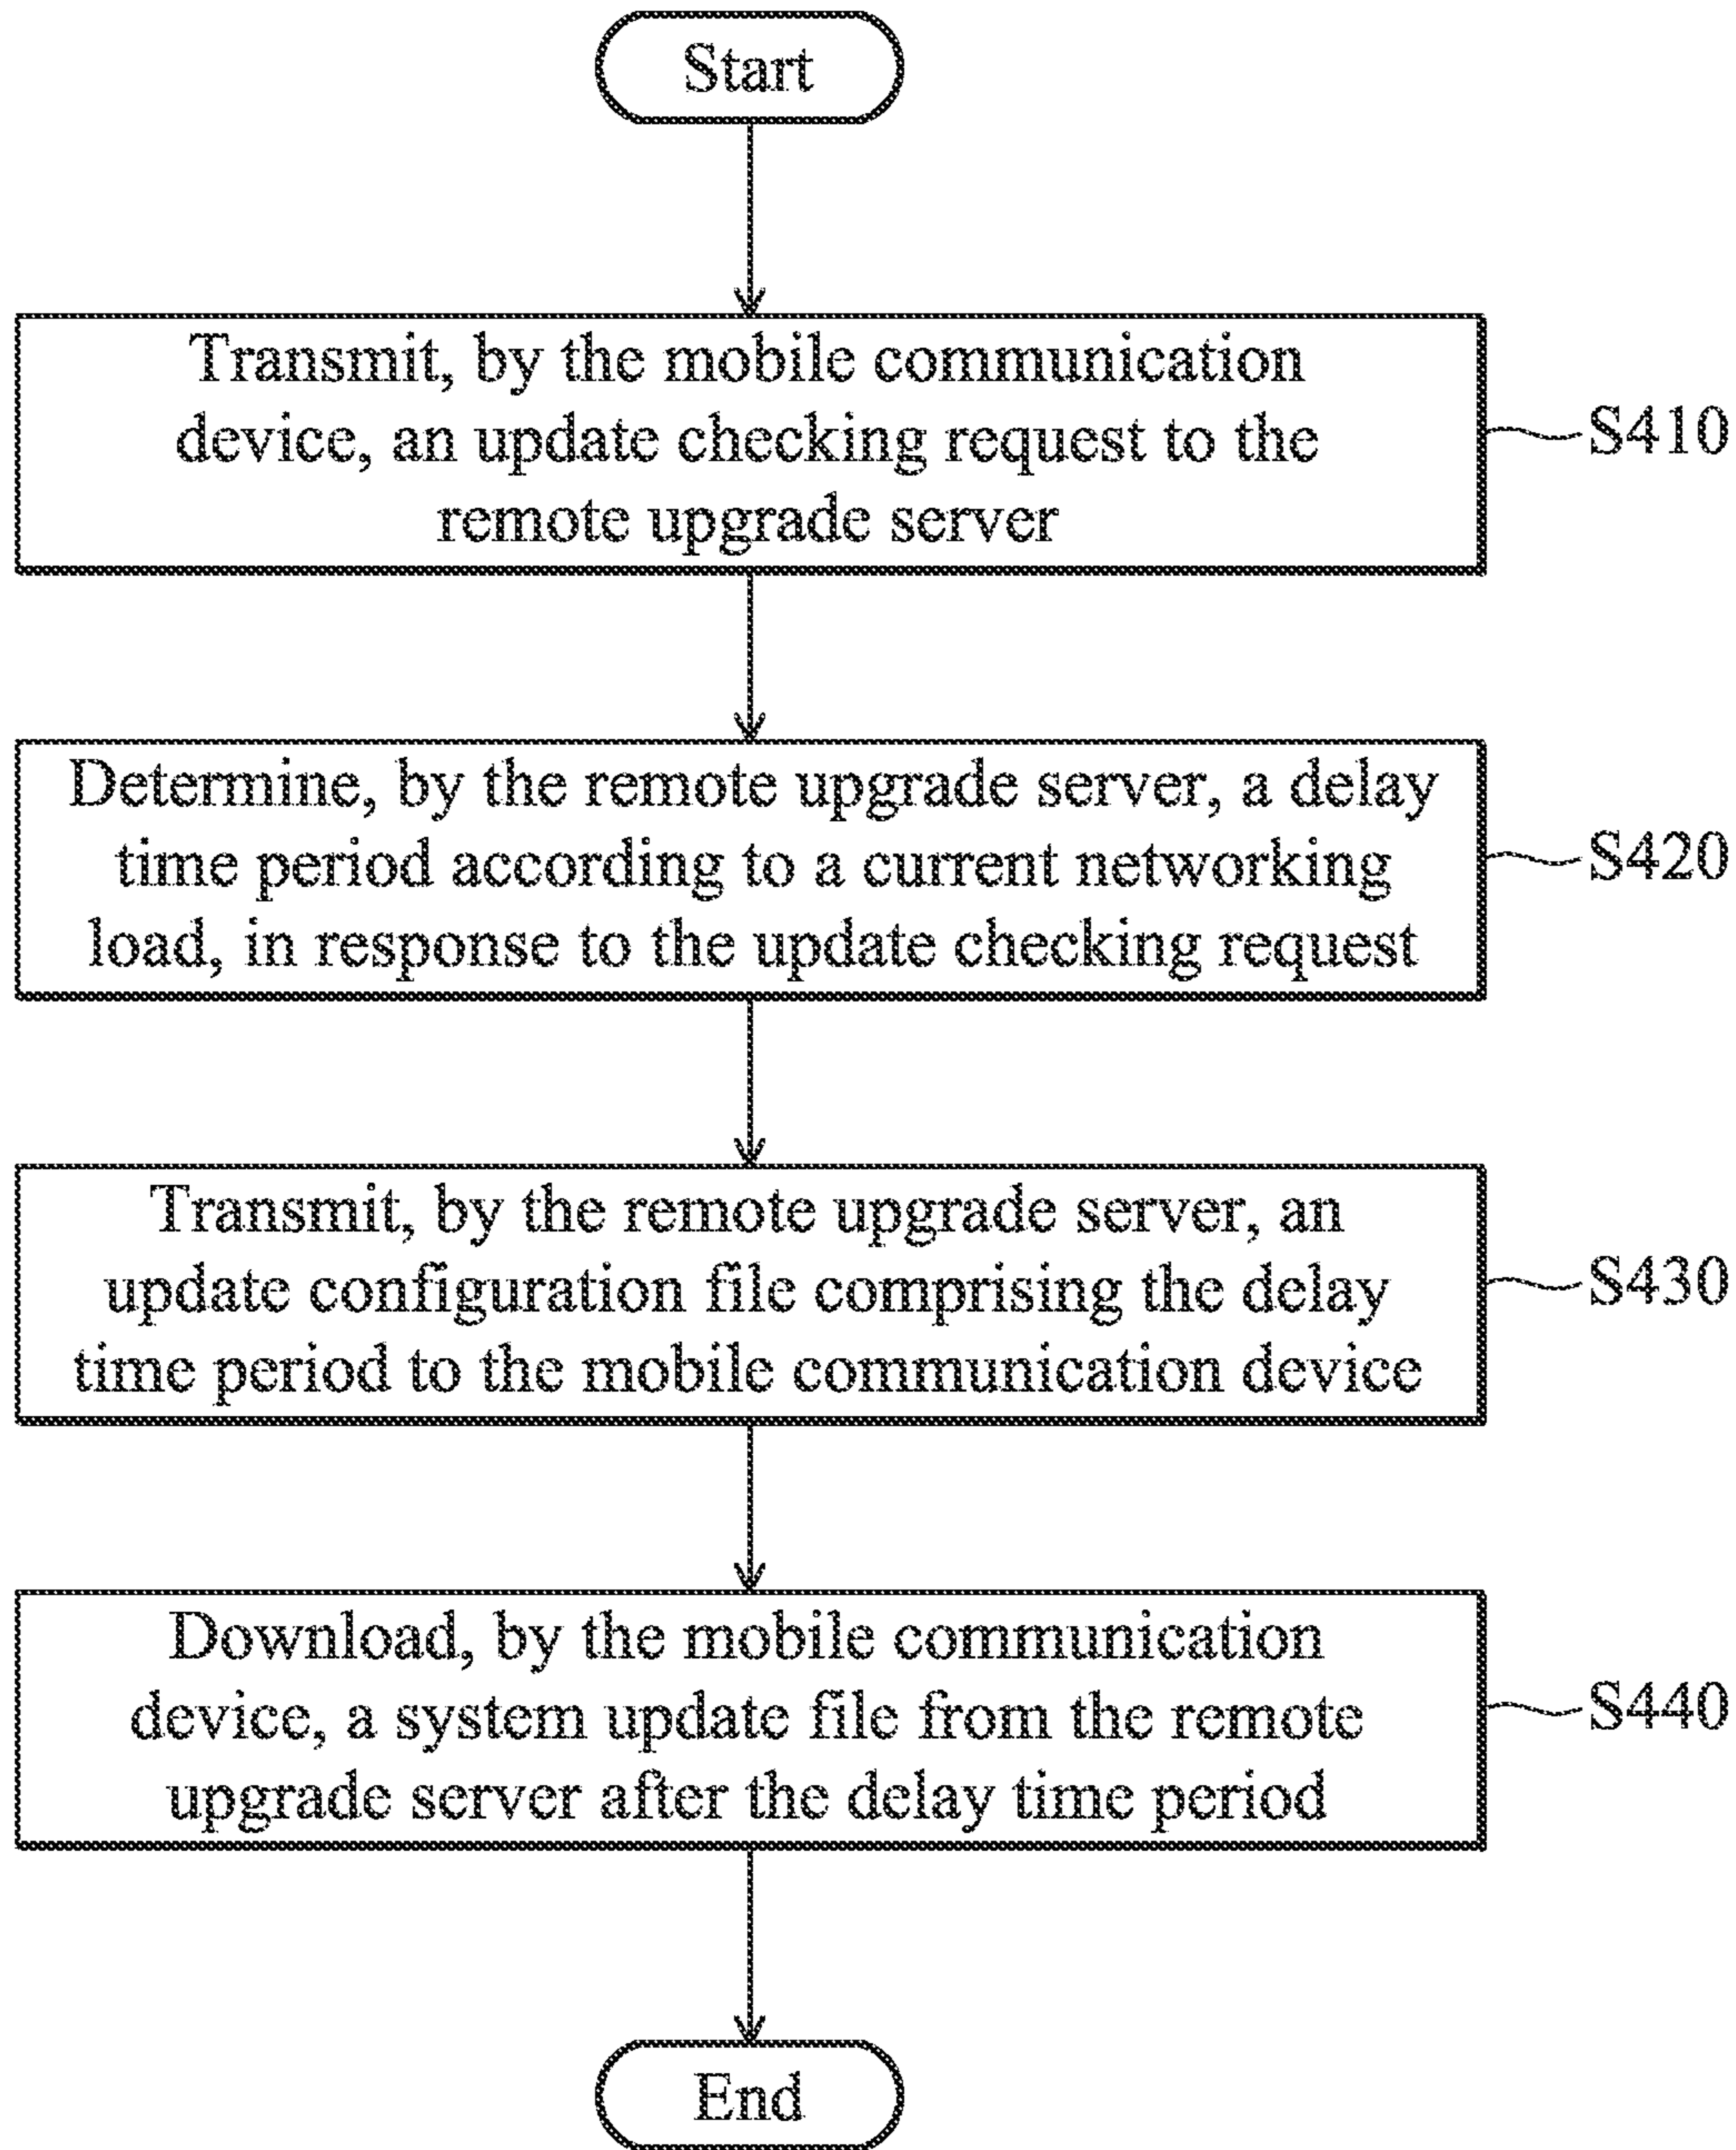 Start
Transmit, by the mobile communication
device, an update checking request to the
remote upgrade server
S410
Determine, by the remote upgrade server, a delay
time period according to a current networking
load, in response to the update checking request
S420
Transmit, by the remote upgrade server, an
update configuration file comprising the delay
time period to the mobile communication device
S430
Download, by the mobile communication
device, a system update file from the remote
upgrade server after the delay time period
S440
End